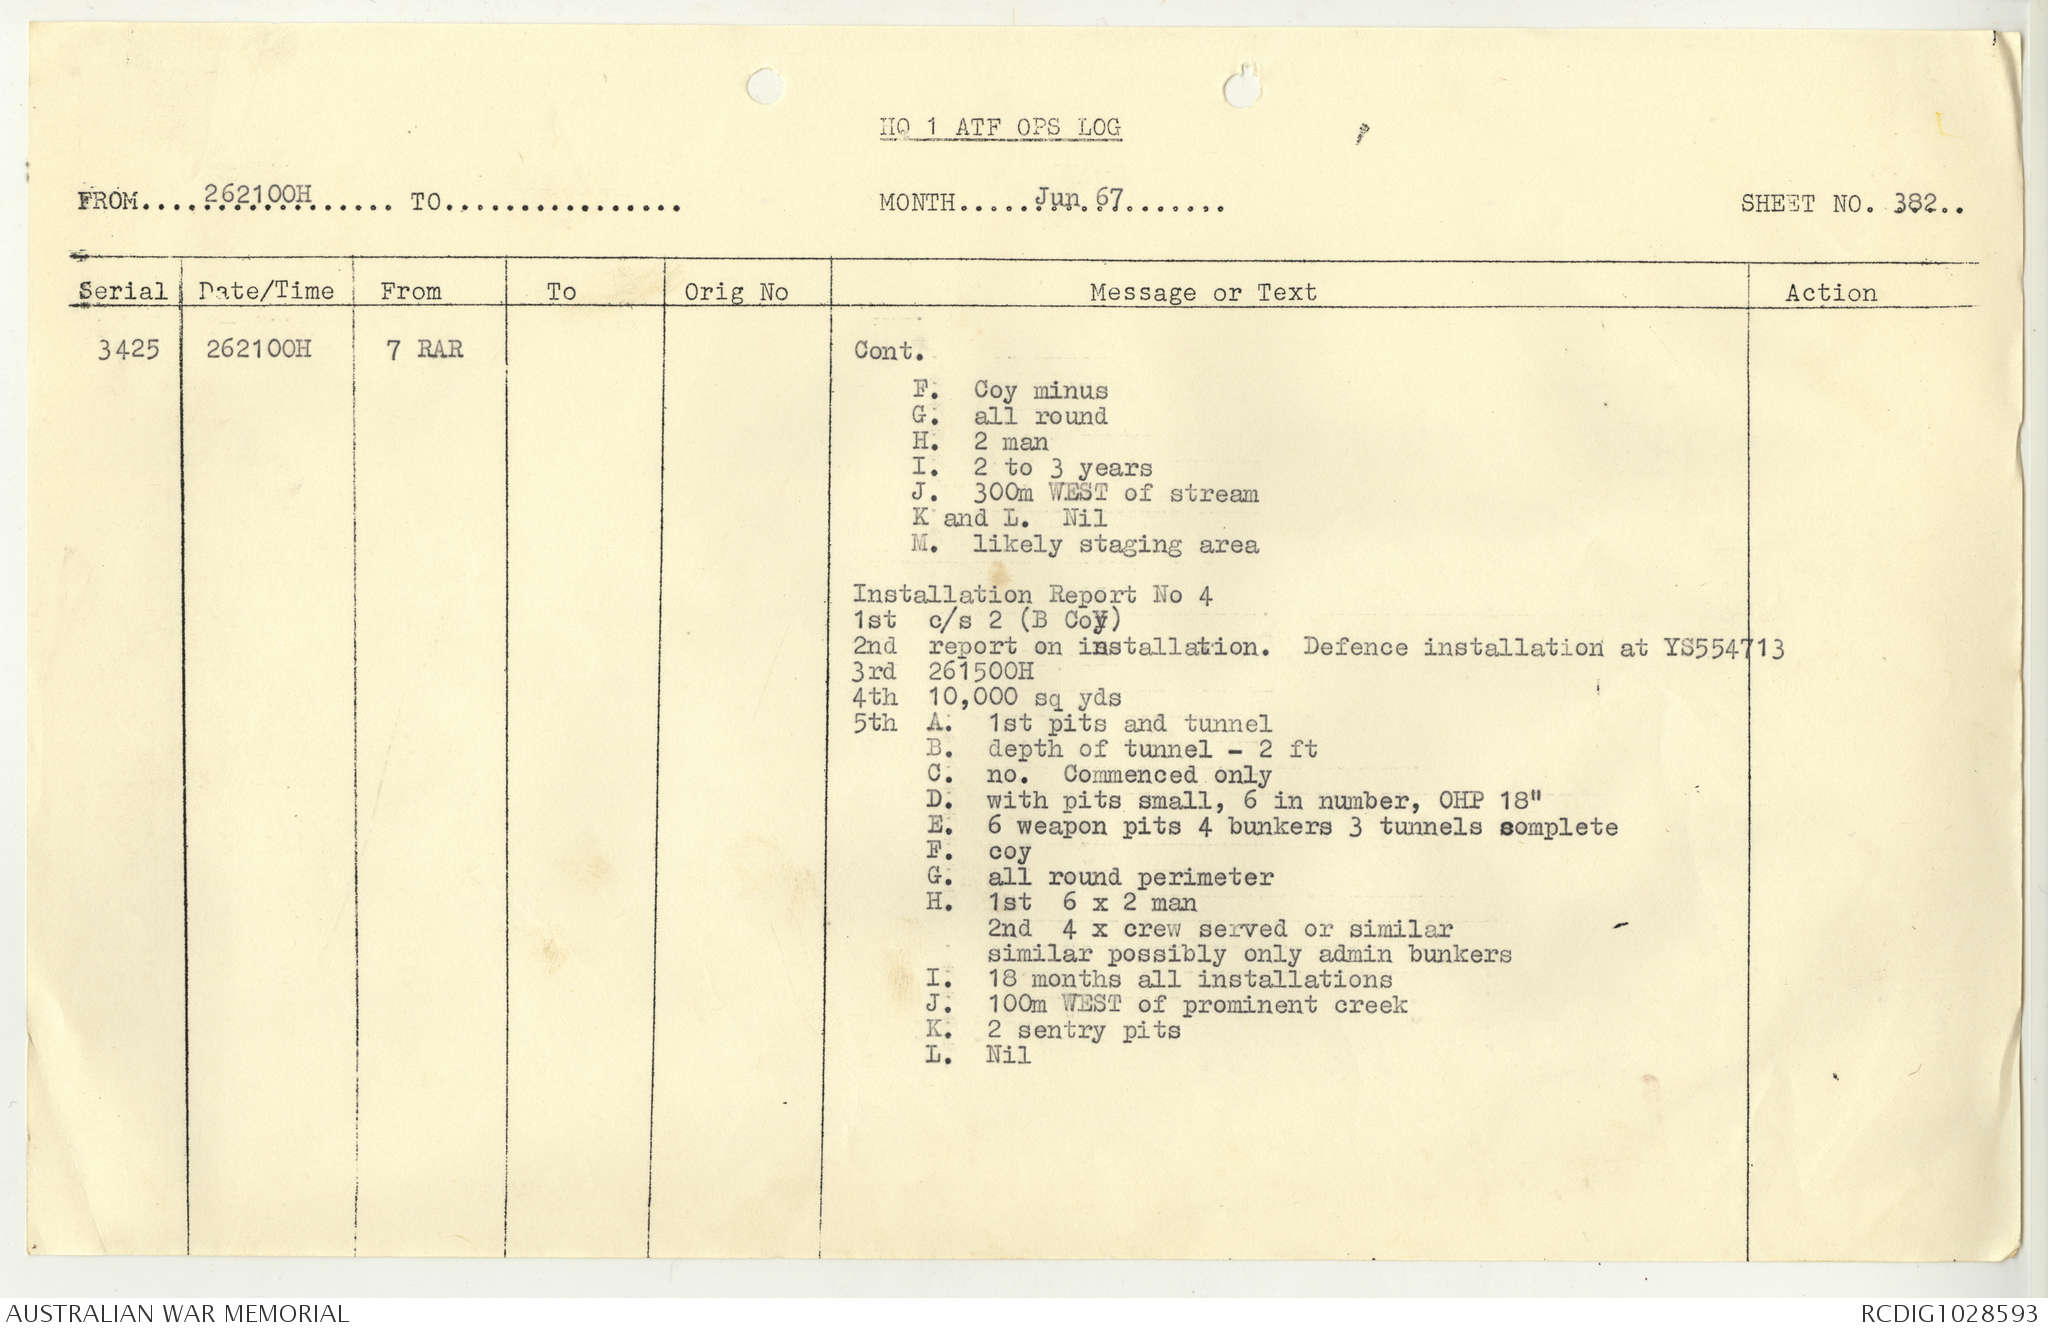 HQ 1 ATF OPS LOG
FROM....262100H...... TO................ MONTH.....Jun 67....... SHEET NO. 382..
Serial Date/Time From To Orig No Message or Text Action
3425 262100H 7 RAR Cont.
F. Coy minus
G. all round
H. 2 man
I. 2 to 3 years
J. 300m WEST of stream
K and L. Nil
M. likely staging area
Installation Report No 4
1st c/s 2 (B Coy)
2nd report on installation. Defence installation at YS554713
3rd 261500H
4th 10,000 sq yds
5th A. 1st pits and tunnel
B. depth of tunnel - 2 ft
C. no. Commenced only
D. with pits small, 6 in number, OHP 18"
E. 6 weapon pits 4 bunkers 3 tunnels complete
F. coy
G. all round perimeter
H. 1st 6 x 2 man
2nd 4 x crew served or similar
similar possibly only admin bunkers
I. 18 months all installations
J. 100m WEST of prominent creek
K. 2 sentry pits
L. Nil
AUSTRALIAN WAR MEMORIAL RCDIG1028593